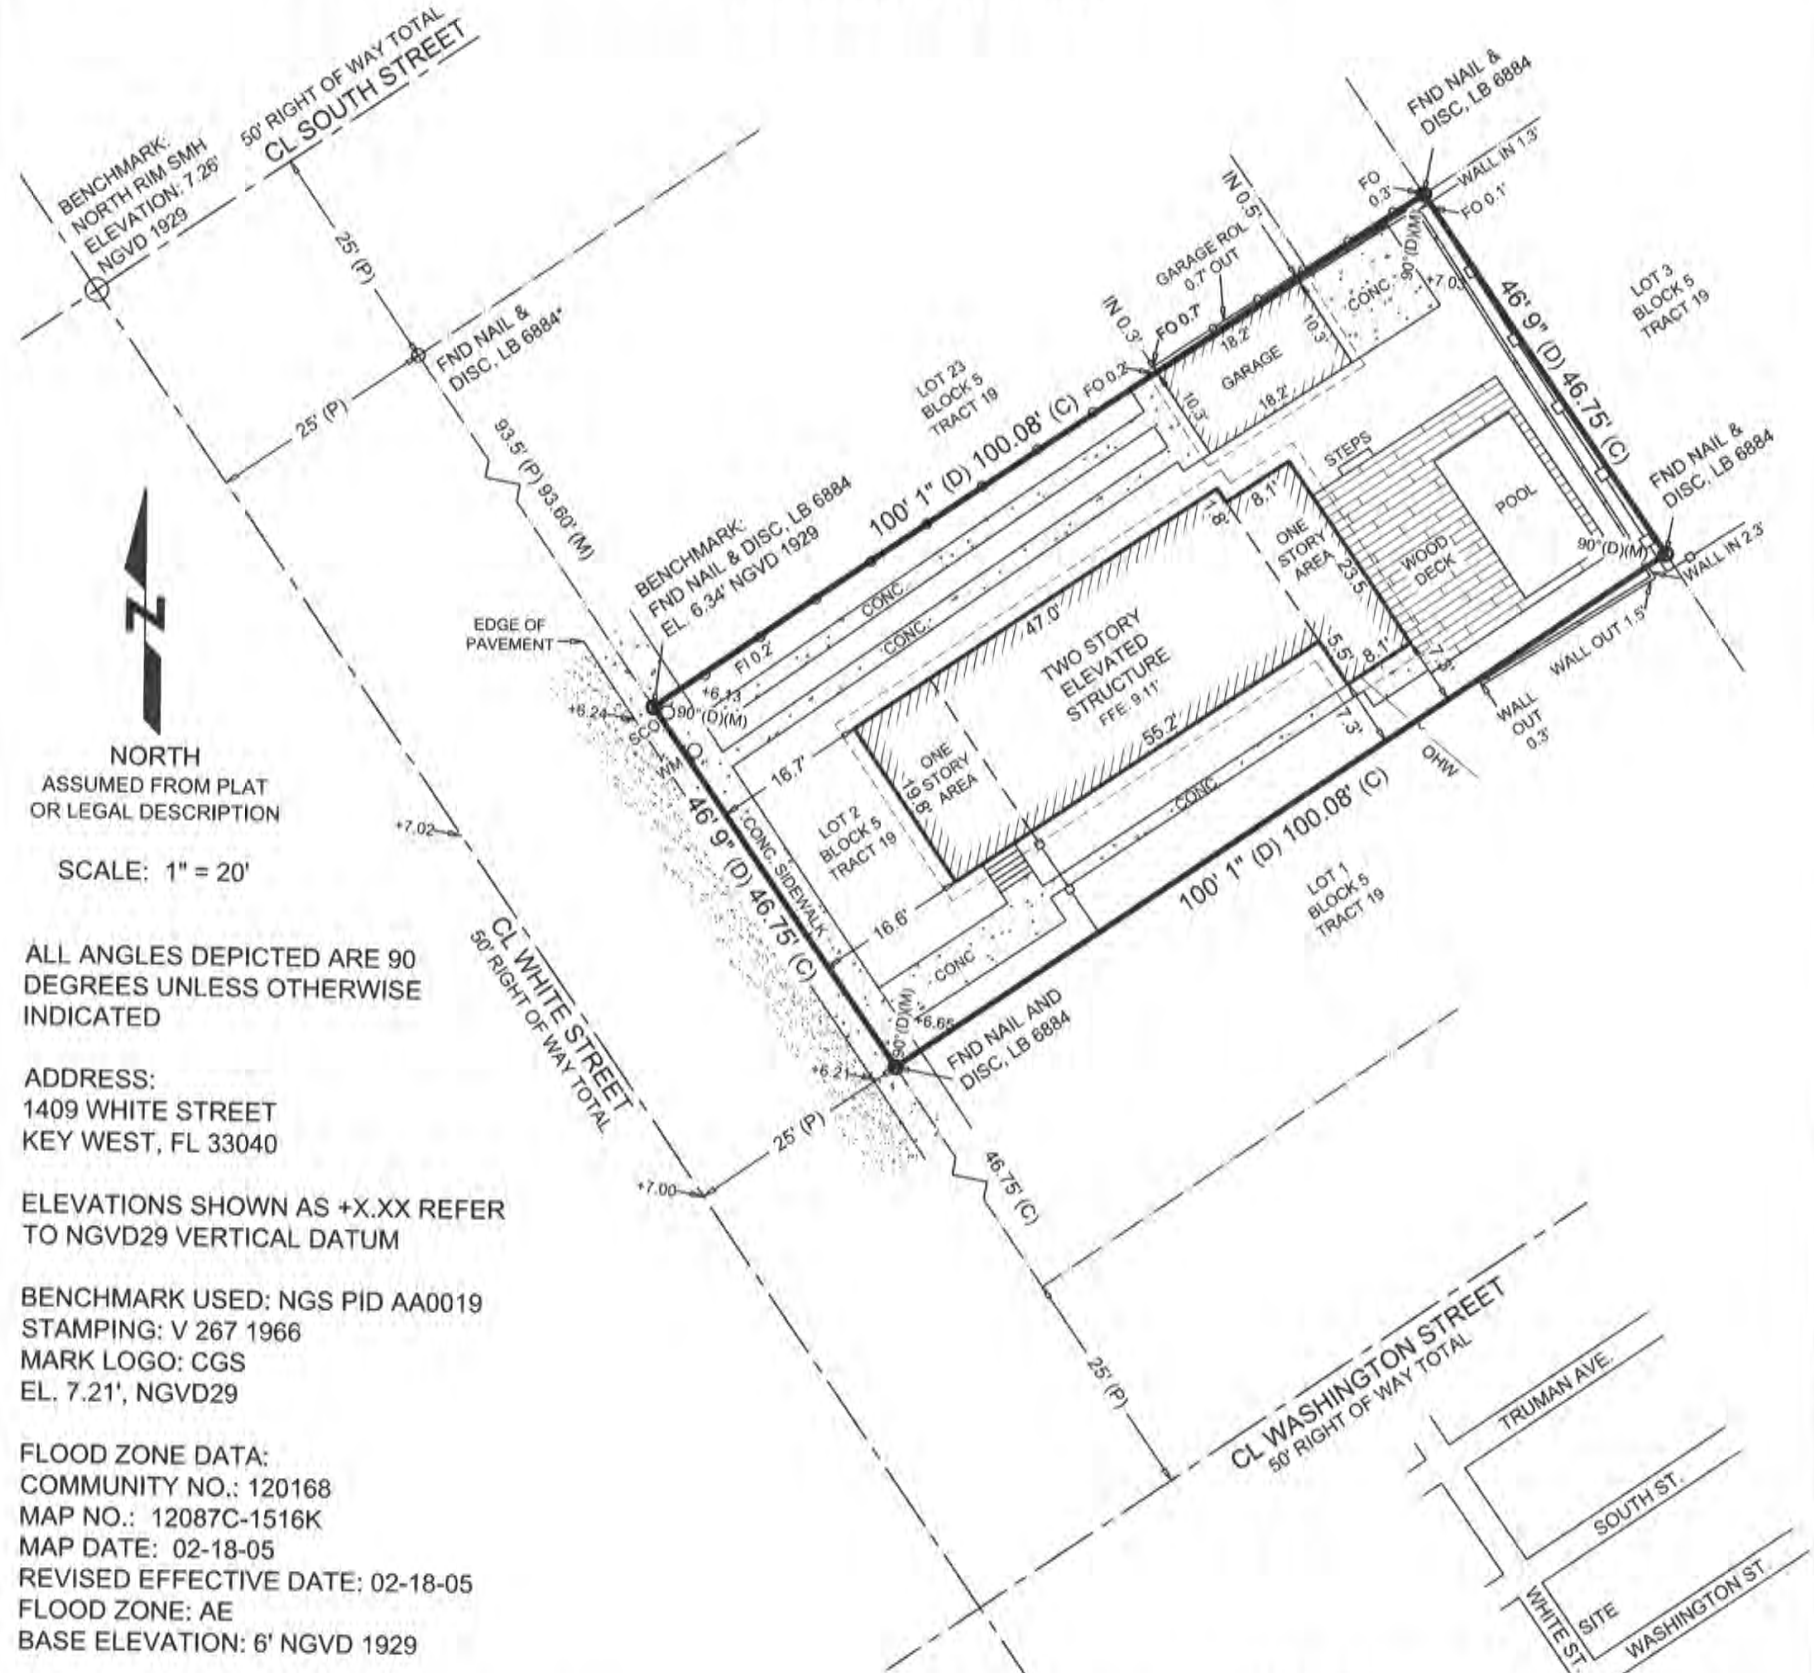 50' RIGHT OF WAY TOTAL
CL SOUTH STREET
BENCHMARK:
NORTH RIM SMH
ELEVATION: 7.26'
NGVD 1929
25' (P)
25' (P)
FND NAIL &
DISC, LB 6884*
93.5' (P) 93.60' (M)
BENCHMARK:
FND NAIL & DISC, LB 6884
EL. 6.34' NGVD 1929
EDGE OF
PAVEMENT
LOT 23
BLOCK 5
TRACT 19
100' 1" (D) 100.08' (C)
FO 0.2'
IN 0.3'
FO 0.7'
GARAGE ROL
0.7' OUT
IN 0.5'
FO
0.3'
FND NAIL &
DISC, LB 6884
WALL IN 1.3'
FO 0.1'
90°(D)(M)
+7.03
CONC.
18.2'
10.3'
GARAGE
10.3'
18.2'
LOT 3
BLOCK 5
TRACT 19
46' 9" (D) 46.75' (C)
FND NAIL &
DISC, LB 6884
90°(D)(M)
WALL IN 2.3'
WALL OUT 1.5'
WALL
OUT
0.3'
STEPS
POOL
WOOD
DECK
8.1'
1.8'
ONE
STORY
AREA
23.5'
5.5'
8.1'
7.3'
7.3'
OHW
47.0'
TWO STORY
ELEVATED
STRUCTURE
FFE: 9.11'
55.2'
CONC.
CONC.
CONC.
FI 0.2'
+6.13
+6.24
90°(D)(M)
SCO
WM
16.7'
ONE
STORY
AREA
19.8'
LOT 2
BLOCK 5
TRACT 19
CONC. SIDEWALK
46' 9" (D) 46.75' (C)
16.6'
CONC
100' 1" (D) 100.08' (C)
LOT 1
BLOCK 5
TRACT 19
90°(D)(M)
+6.65
FND NAIL AND
DISC, LB 6884
+6.21
25' (P)
+7.02
CL WHITE STREET
50' RIGHT OF WAY TOTAL
+7.00
46.75' (C)
25' (P)
CL WASHINGTON STREET
50' RIGHT OF WAY TOTAL
N
NORTH
ASSUMED FROM PLAT
OR LEGAL DESCRIPTION
SCALE: 1" = 20'
ALL ANGLES DEPICTED ARE 90
DEGREES UNLESS OTHERWISE
INDICATED
ADDRESS:
1409 WHITE STREET
KEY WEST, FL 33040
ELEVATIONS SHOWN AS +X.XX REFER
TO NGVD29 VERTICAL DATUM
BENCHMARK USED: NGS PID AA0019
STAMPING: V 267 1966
MARK LOGO: CGS
EL. 7.21', NGVD29
FLOOD ZONE DATA:
COMMUNITY NO.: 120168
MAP NO.: 12087C-1516K
MAP DATE: 02-18-05
REVISED EFFECTIVE DATE: 02-18-05
FLOOD ZONE: AE
BASE ELEVATION: 6' NGVD 1929
TRUMAN AVE.
SOUTH ST.
WHITE ST.
SITE
WASHINGTON ST.